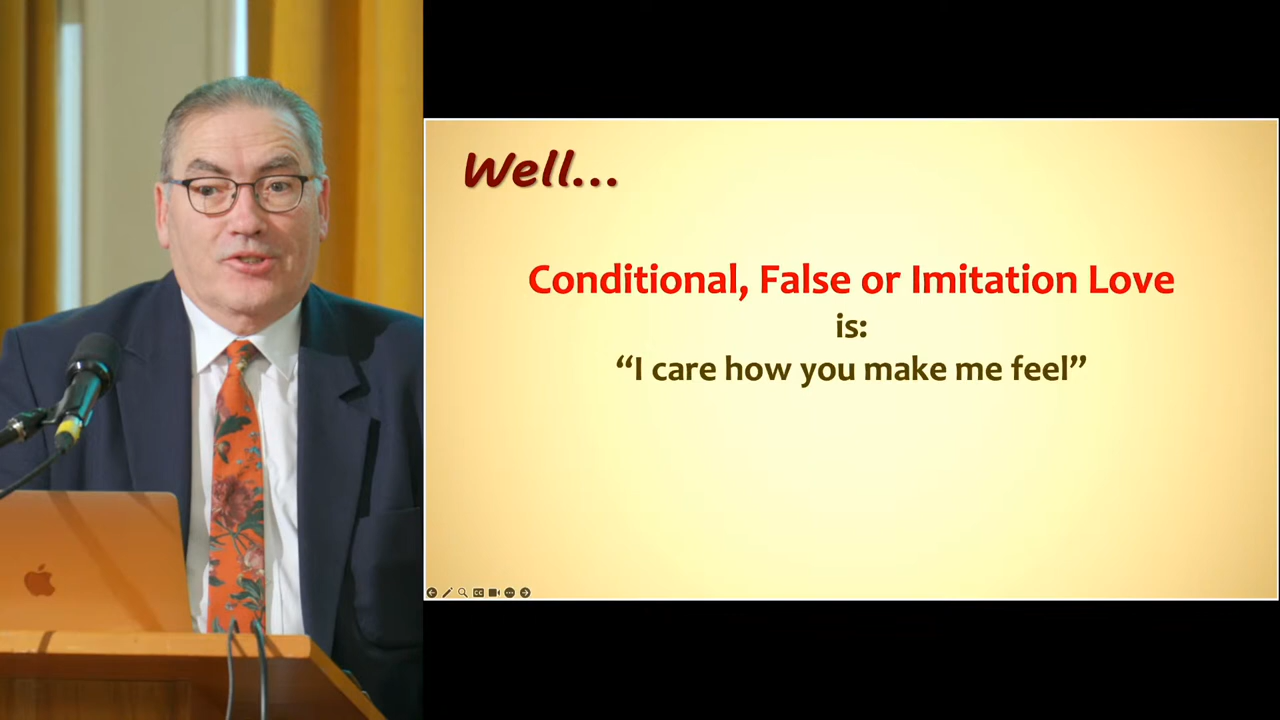 Well...
Conditional, False or Imitation Love
is:
“I care how you make me feel”